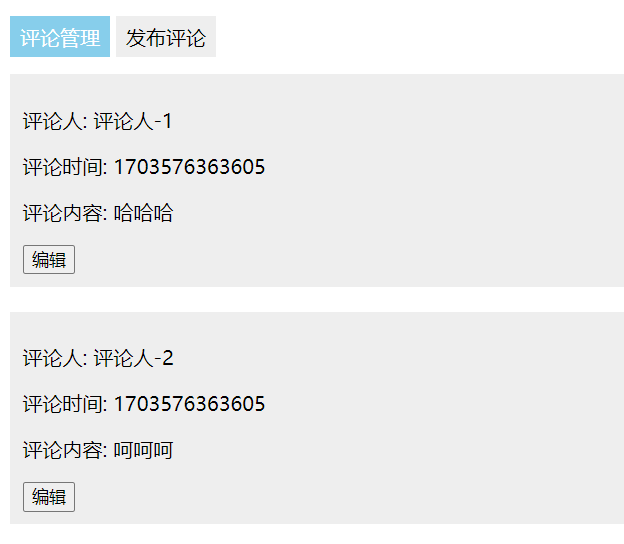 评论管理 发布评论
评论人: 评论人-1
评论时间: 1703576363605
评论内容: 哈哈哈
编辑
评论人: 评论人-2
评论时间: 1703576363605
评论内容: 呵呵呵
编辑